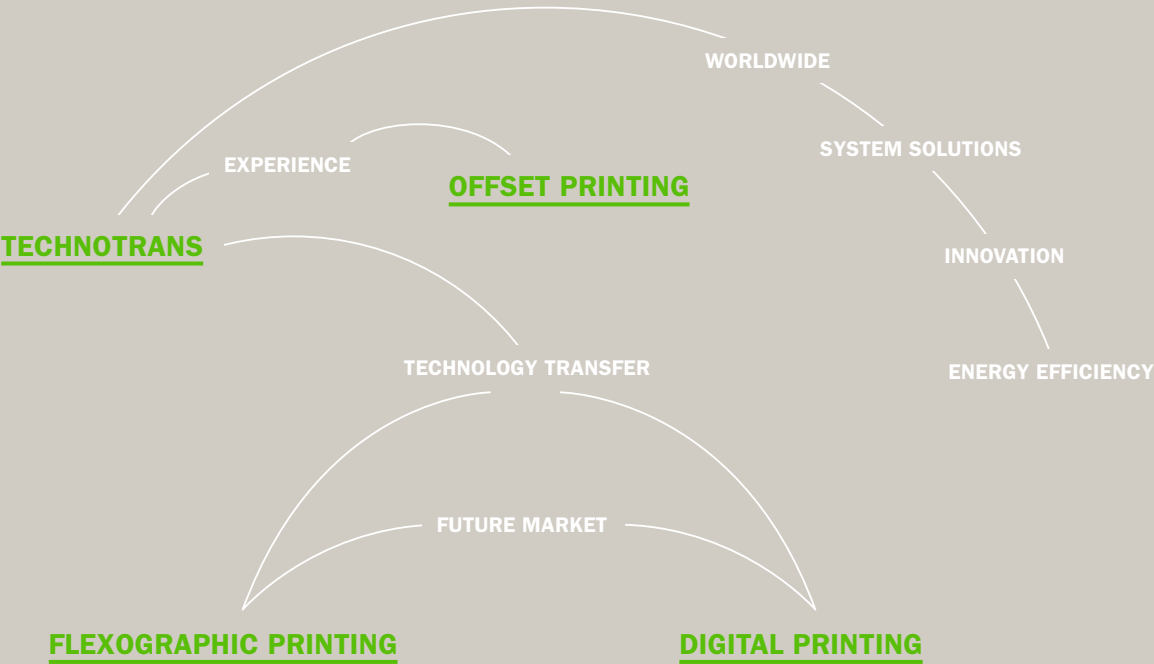 WORLDWIDE
SYSTEM SOLUTIONS
EXPERIENCE
OFFSET PRINTING
TECHNOTRANS
INNOVATION
TECHNOLOGY TRANSFER
ENERGY EFFICIENCY
FUTURE MARKET
FLEXOGRAPHIC PRINTING
DIGITAL PRINTING